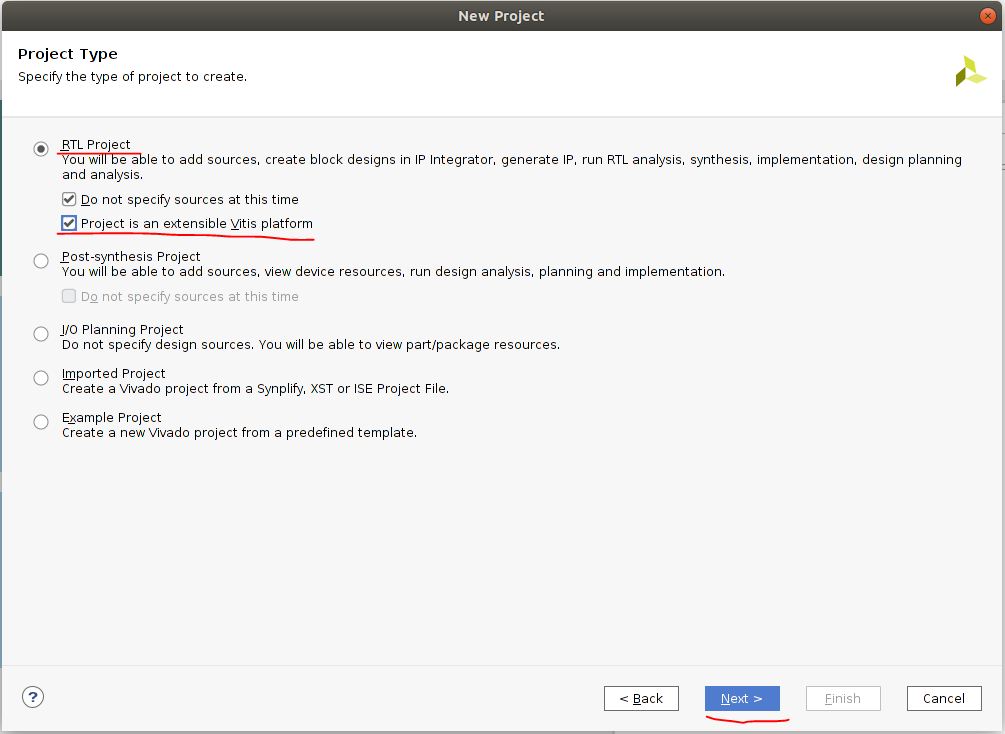 New Project
Project Type
Specify the type of project to create.
RTL Project
You will be able to add sources, create block designs in IP Integrator, generate IP, run RTL analysis, synthesis, implementation, design planning
and analysis.
Do not specify sources at this time
Project is an extensible Vitis platform
Post-synthesis Project
You will be able to add sources, view device resources, run design analysis, planning and implementation.
Do not specify sources at this time
I/O Planning Project
Do not specify design sources. You will be able to view part/package resources.
Imported Project
Create a Vivado project from a Synplify, XST or ISE Project File.
Example Project
Create a new Vivado project from a predefined template.
? < Back Next > Finish Cancel